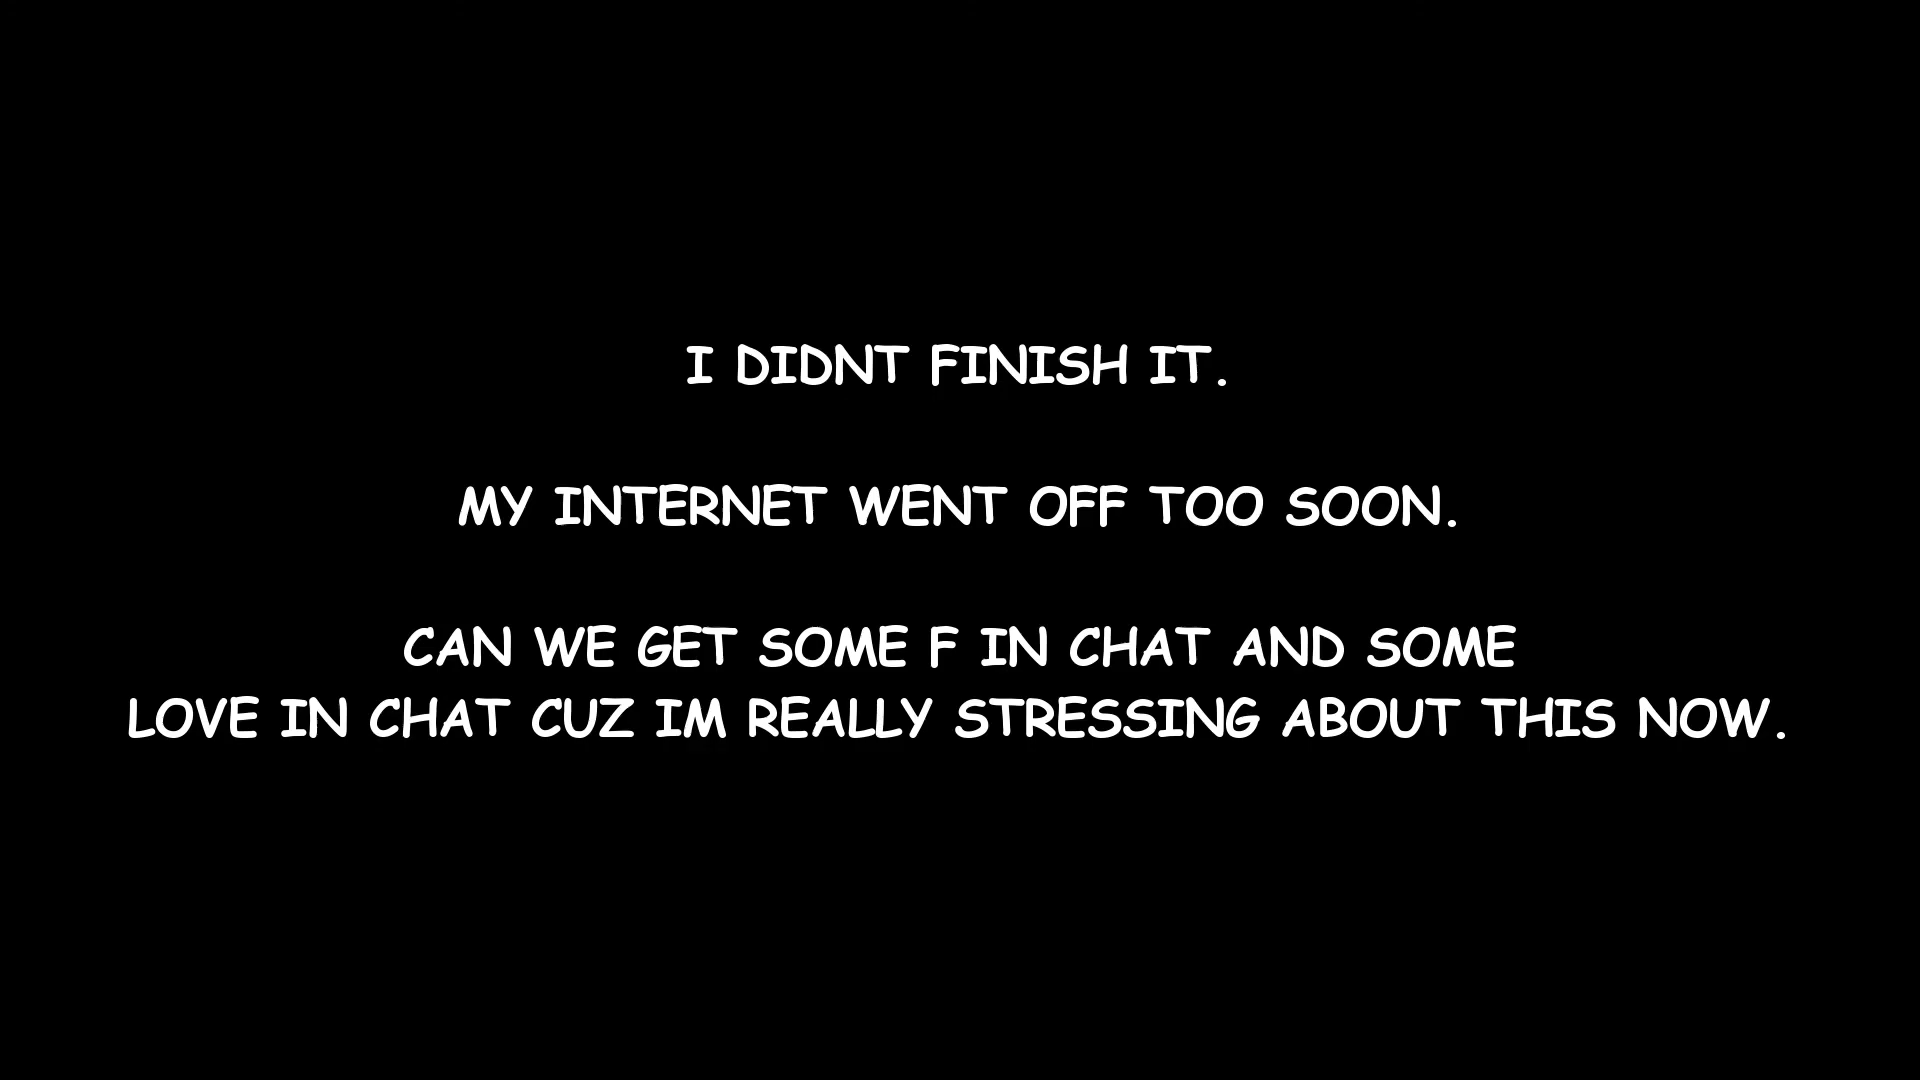 I DIDNT FINISH IT.
MY INTERNET WENT OFF TOO SOON.
CAN WE GET SOME F IN CHAT AND SOME
LOVE IN CHAT CUZ IM REALLY STRESSING ABOUT THIS NOW.